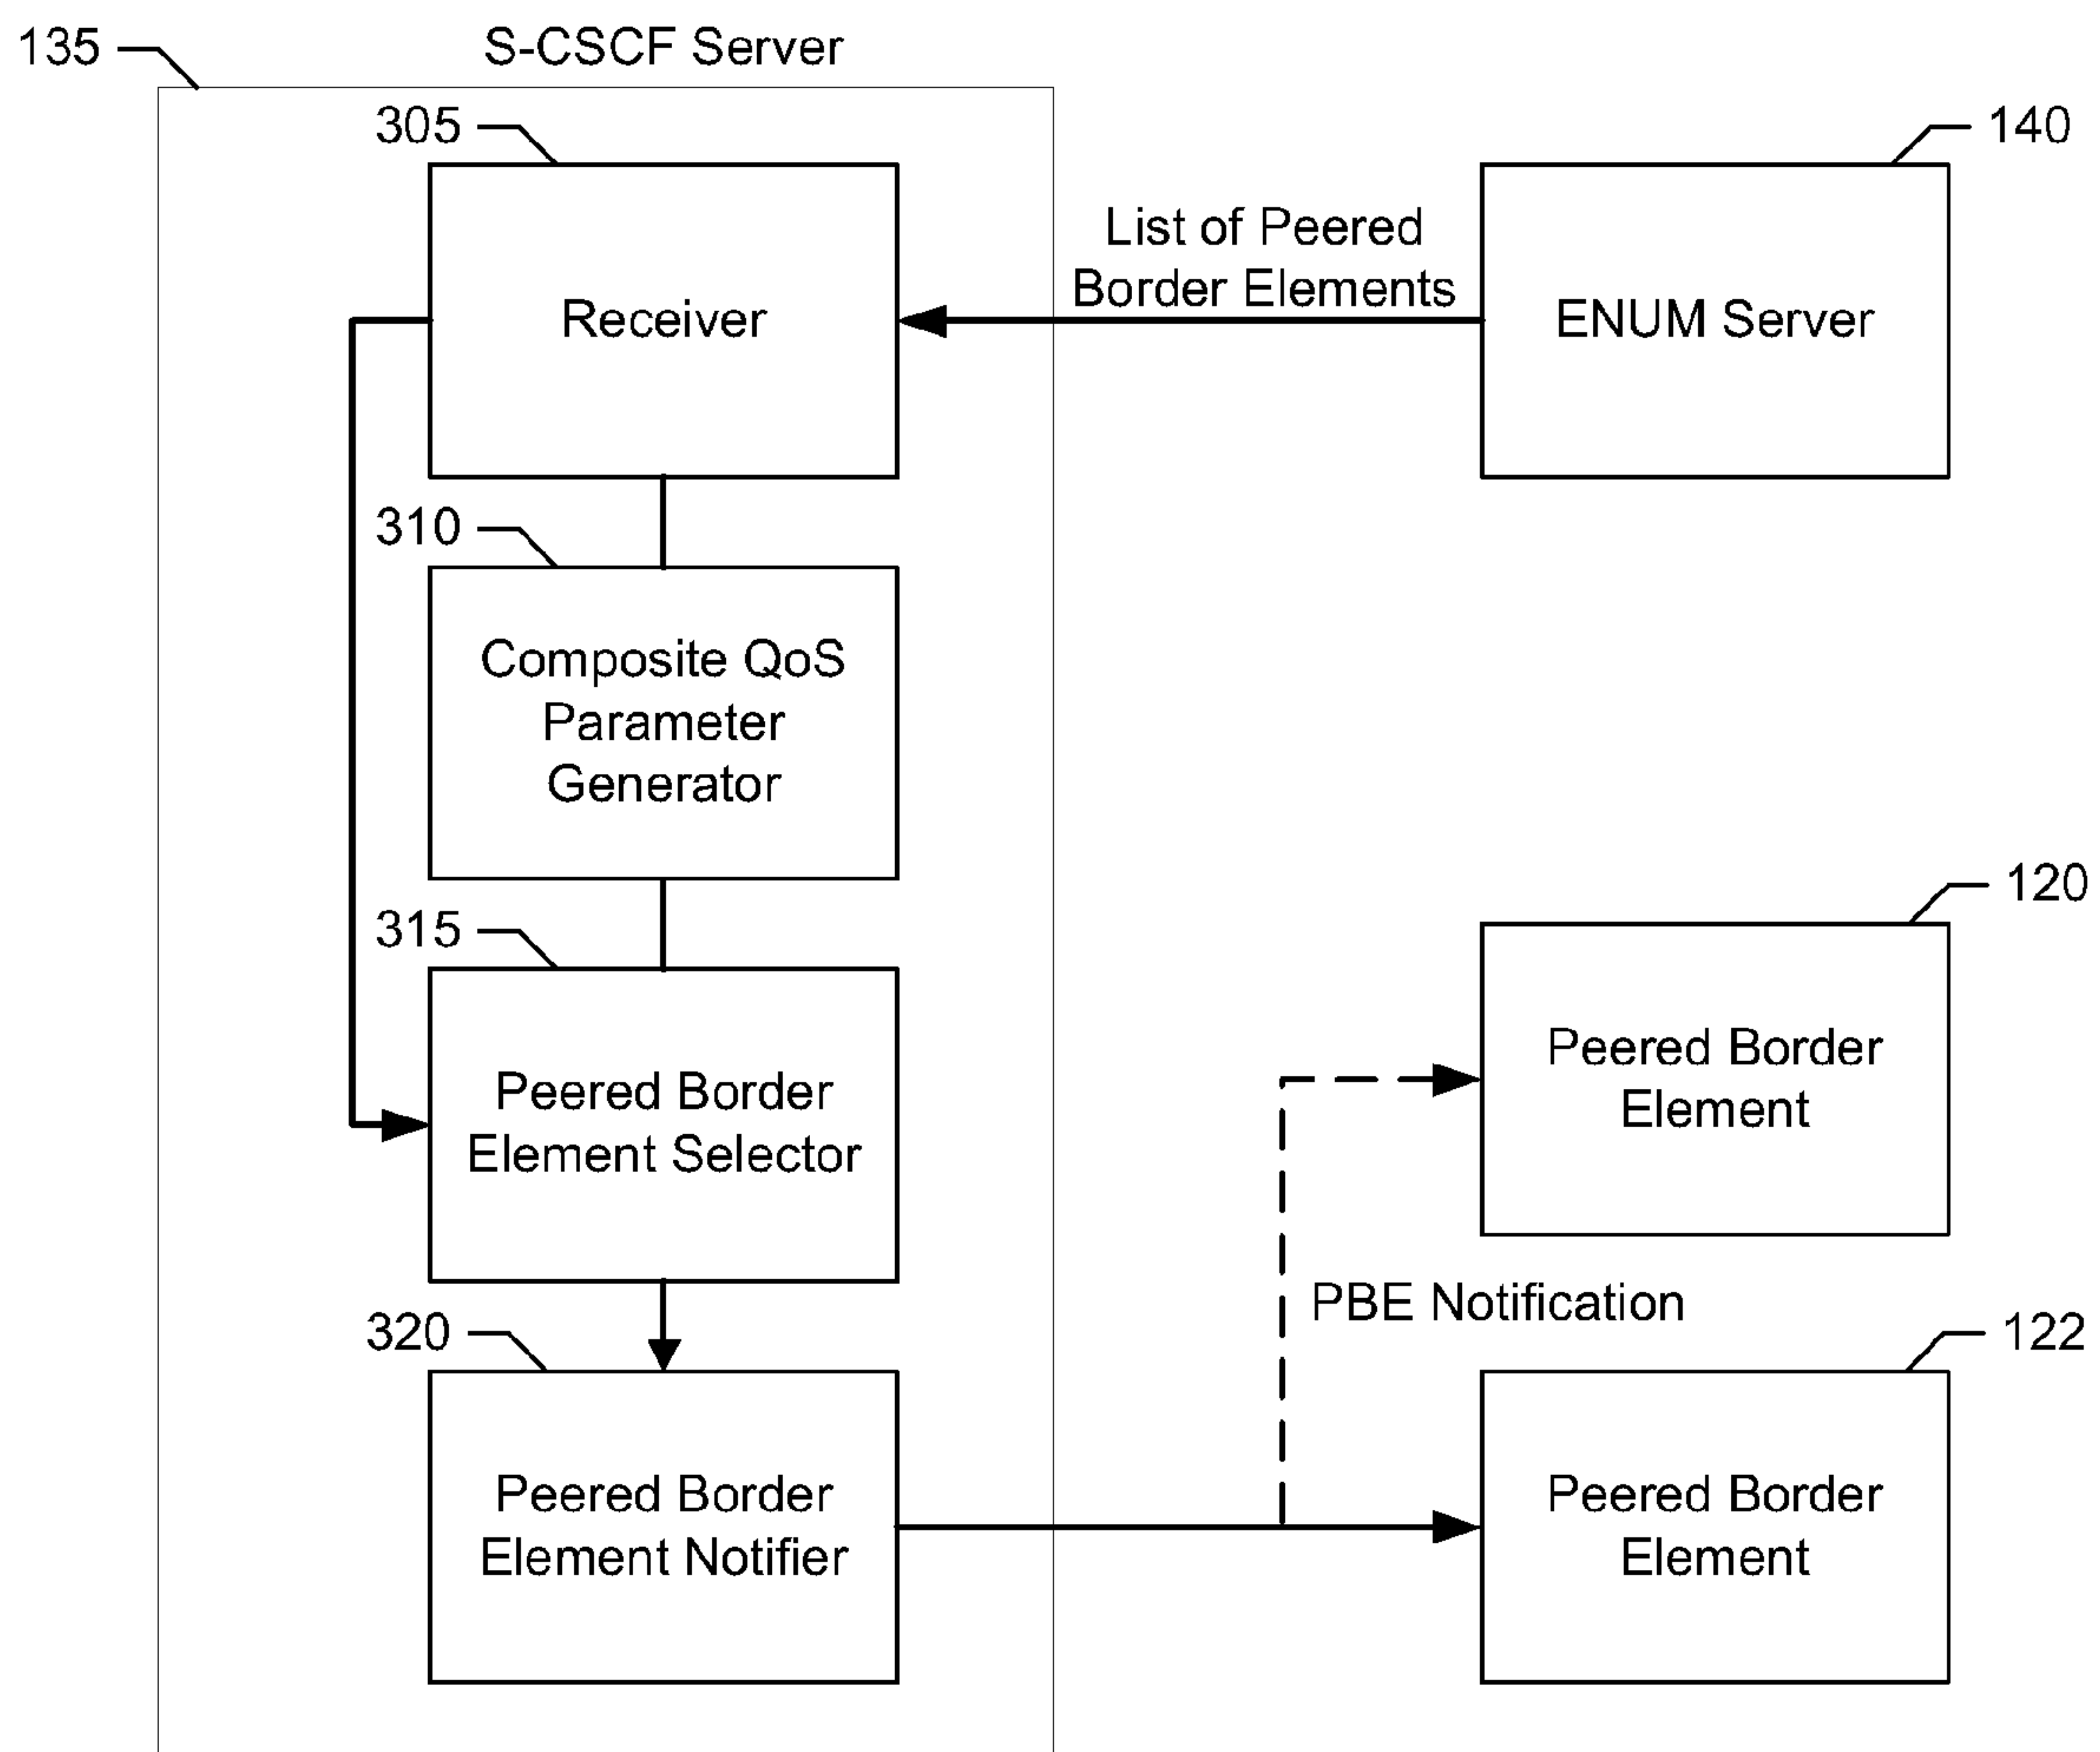 135
S-CSCF Server
305
140
Receiver
List of Peered
Border Elements
ENUM Server
310
Composite QoS
Parameter
Generator
315
120
Peered Border
Element Selector
Peered Border
Element
PBE Notification
320
122
Peered Border
Element Notifier
Peered Border
Element